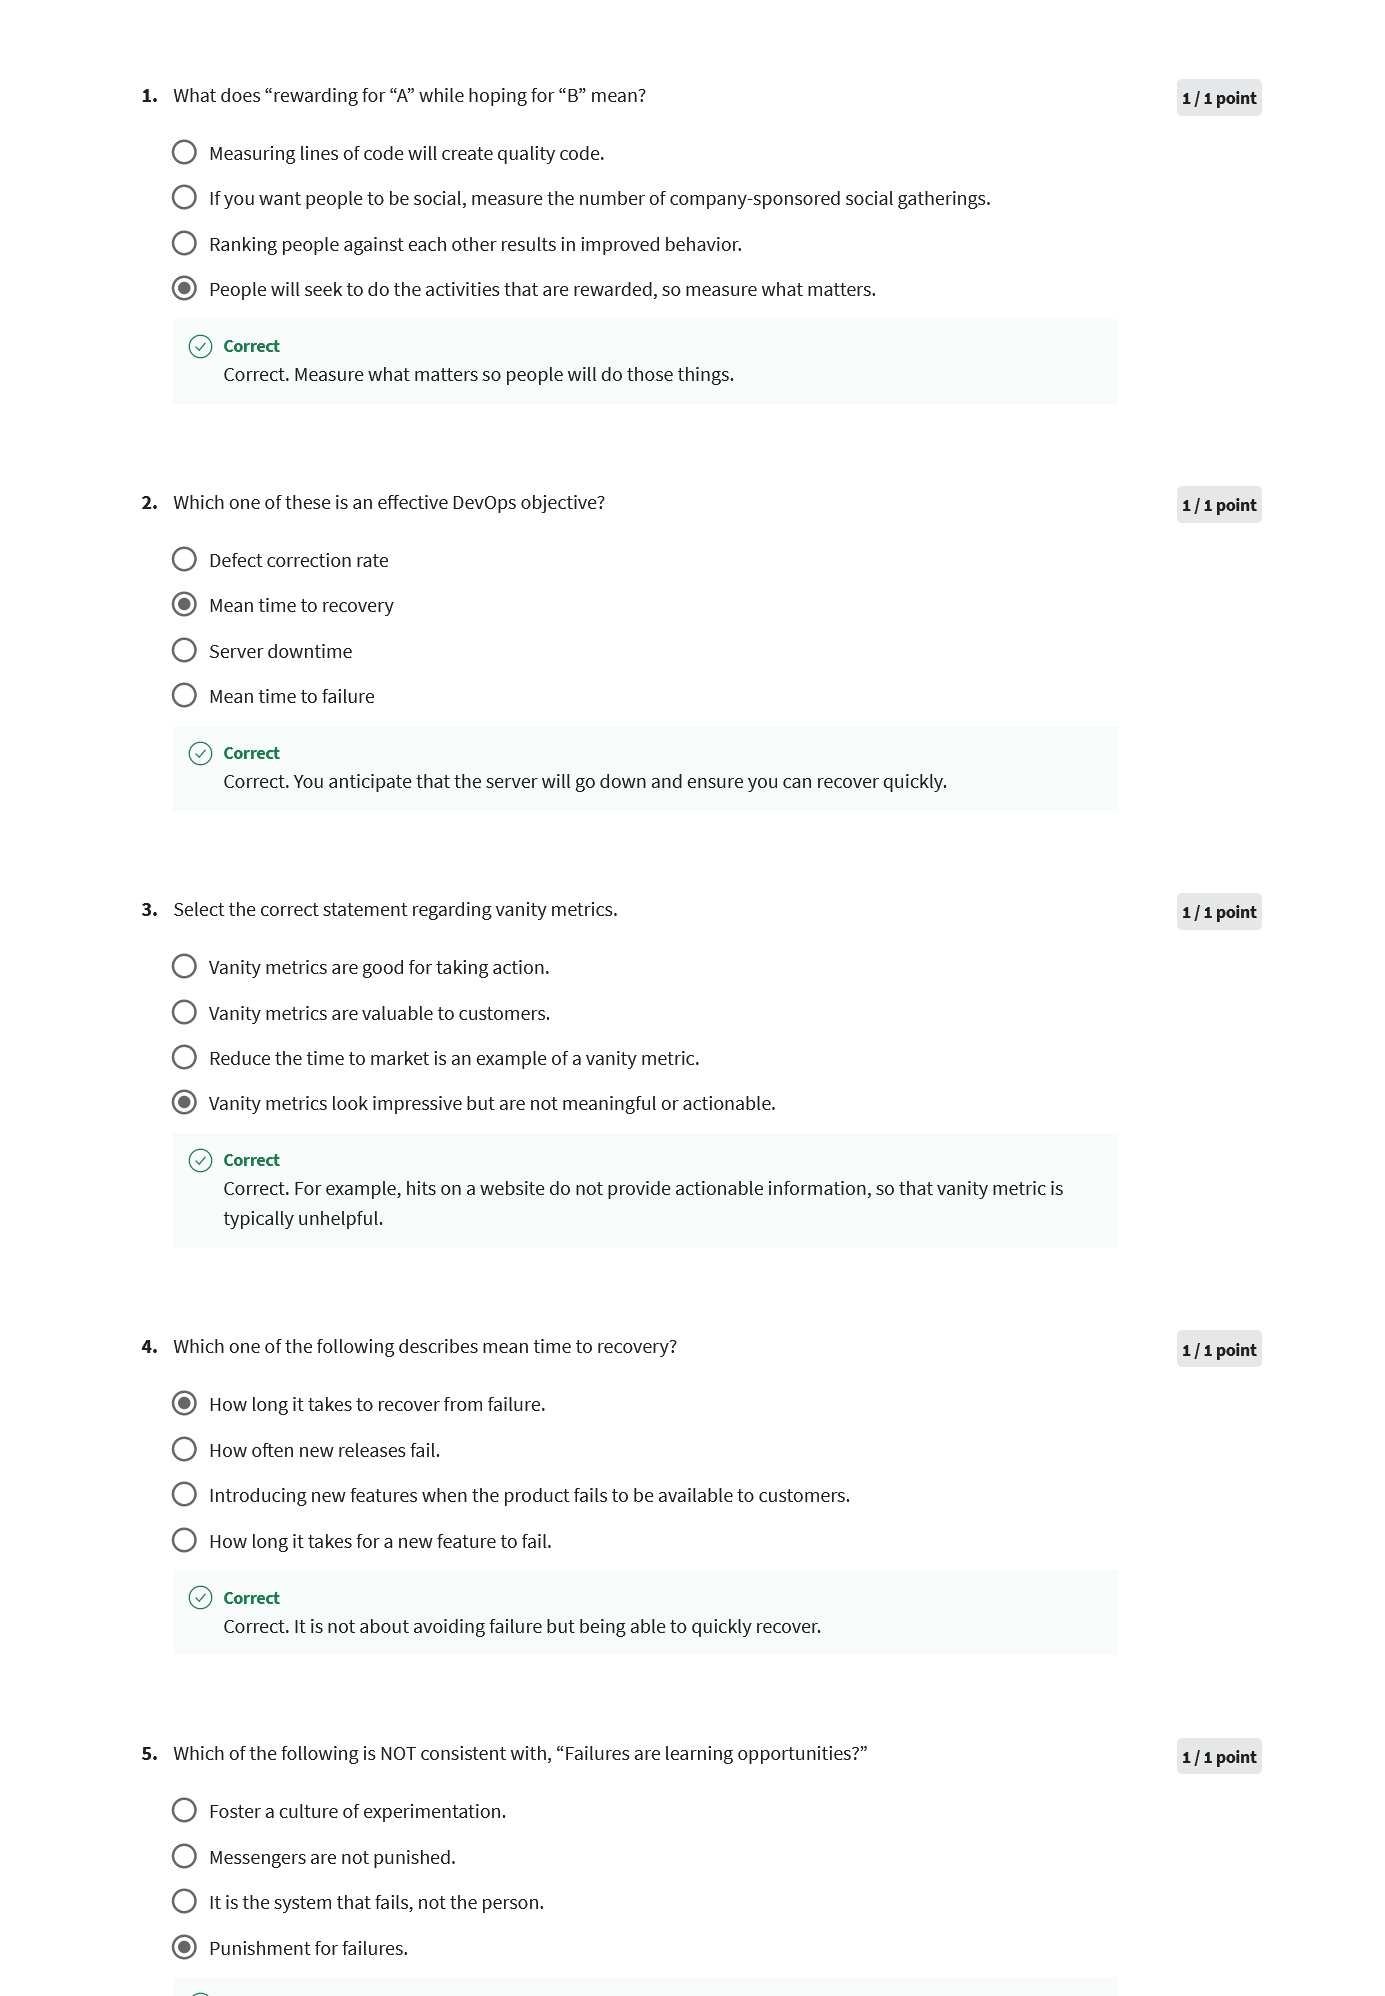 1. What does “rewarding for “A” while hoping for “B” mean?
1 / 1 point
Measuring lines of code will create quality code.
If you want people to be social, measure the number of company-sponsored social gatherings.
Ranking people against each other results in improved behavior.
People will seek to do the activities that are rewarded, so measure what matters.
Correct
Correct. Measure what matters so people will do those things.
2. Which one of these is an effective DevOps objective?
1 / 1 point
Defect correction rate
Mean time to recovery
Server downtime
Mean time to failure
Correct
Correct. You anticipate that the server will go down and ensure you can recover quickly.
3. Select the correct statement regarding vanity metrics.
1 / 1 point
Vanity metrics are good for taking action.
Vanity metrics are valuable to customers.
Reduce the time to market is an example of a vanity metric.
Vanity metrics look impressive but are not meaningful or actionable.
Correct
Correct. For example, hits on a website do not provide actionable information, so that vanity metric is
typically unhelpful.
4. Which one of the following describes mean time to recovery?
1 / 1 point
How long it takes to recover from failure.
How often new releases fail.
Introducing new features when the product fails to be available to customers.
How long it takes for a new feature to fail.
Correct
Correct. It is not about avoiding failure but being able to quickly recover.
5. Which of the following is NOT consistent with, “Failures are learning opportunities?”
1 / 1 point
Foster a culture of experimentation.
Messengers are not punished.
It is the system that fails, not the person.
Punishment for failures.